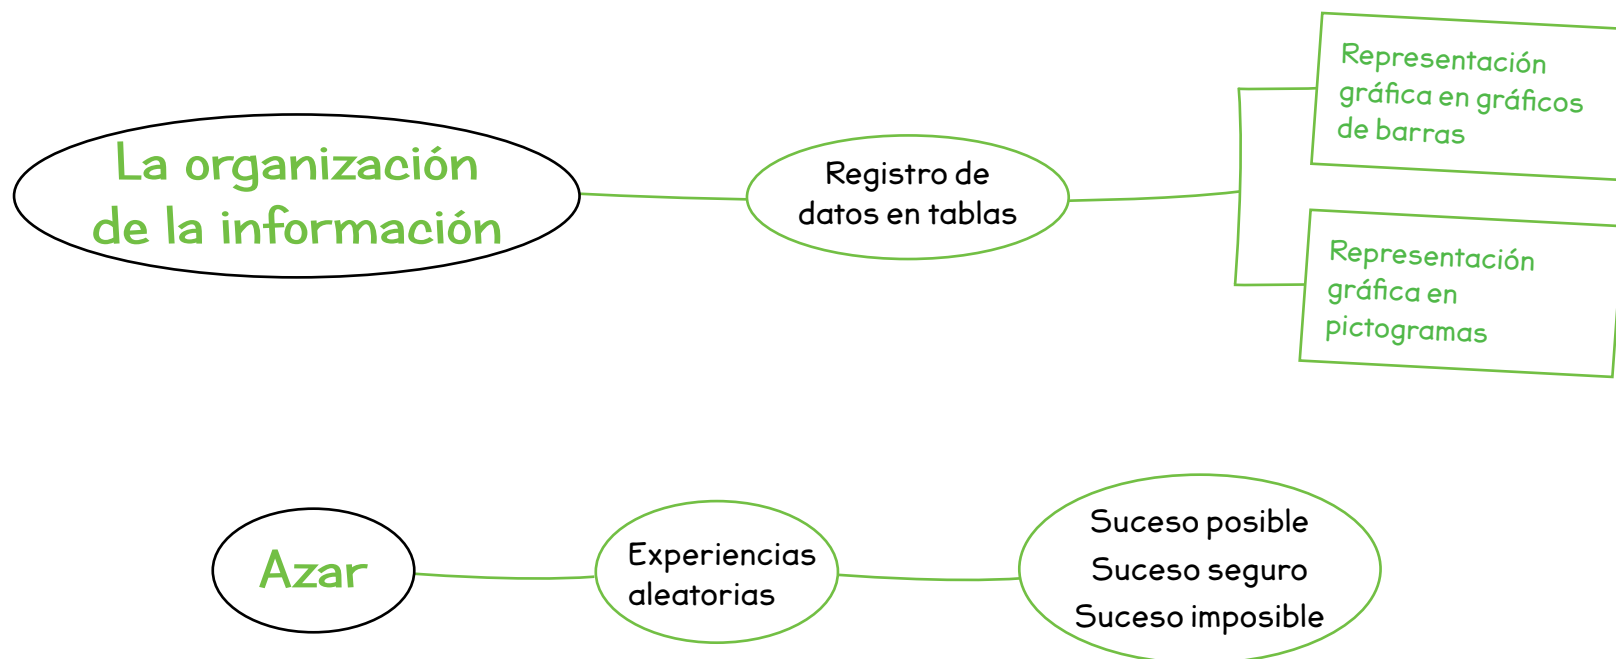 La organización
de la información
Registro de
datos en tablas
Representación
gráfica en gráficos
de barras
Representación
gráfica en
pictogramas
Azar
Experiencias
aleatorias
Suceso posible
Suceso seguro
Suceso imposible